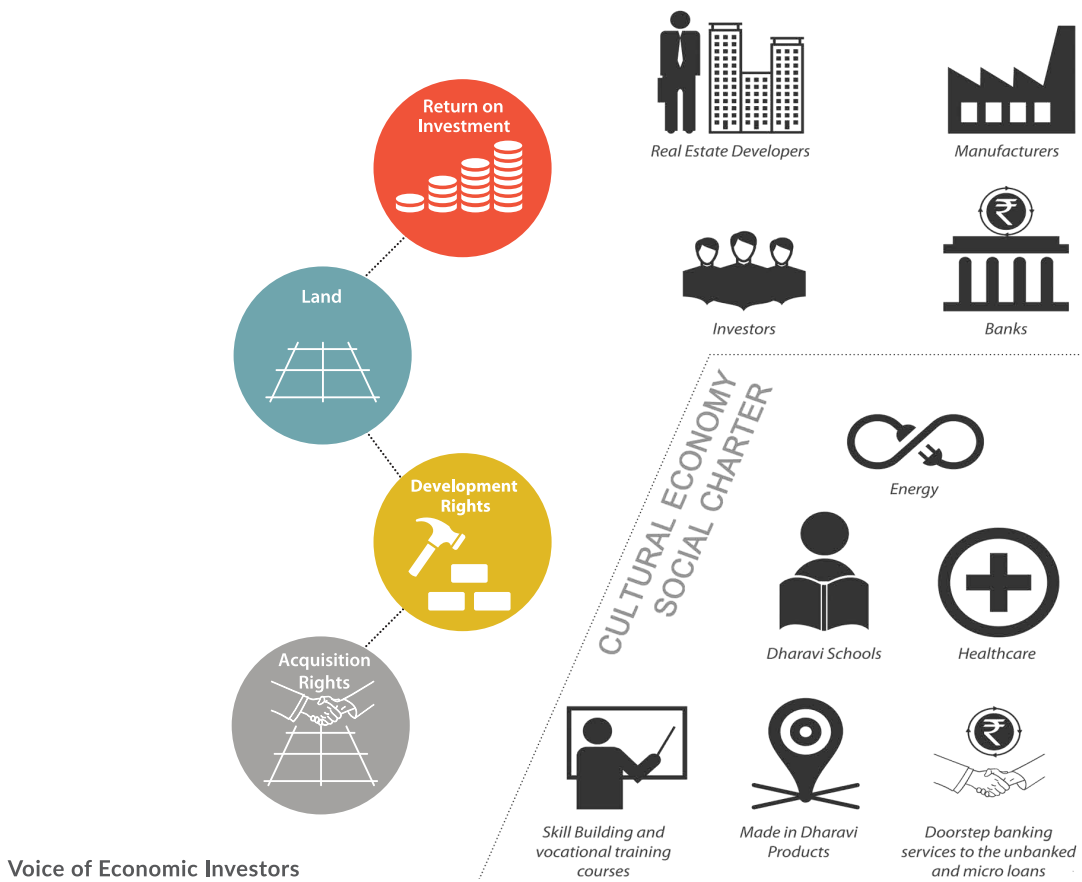 Return on
Investment
Land
Development
Rights
Acquisition
Rights
Voice of Economic Investors
Real Estate Developers
Manufacturers
₹
Investors
Banks
CULTURAL ECONOMY
SOCIAL CHARTER
Energy
Dharavi Schools
Healthcare
₹
Skill Building and
vocational training
courses
Made in Dharavi
Products
Doorstep banking
services to the unbanked
and micro loans